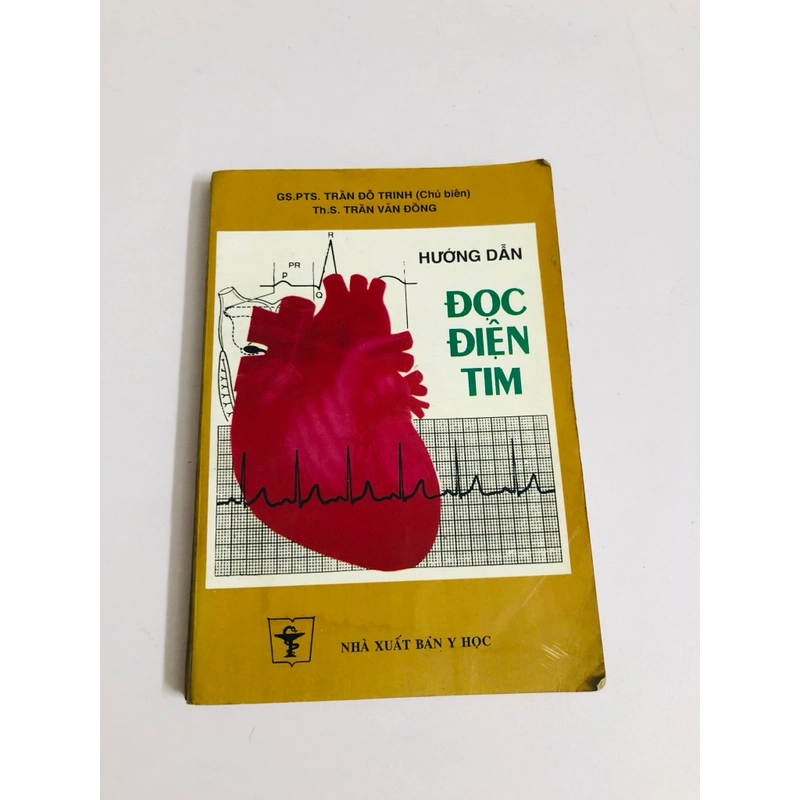 GS.PTS. TRẦN ĐỖ TRINH (Chủ biên)
Th.S. TRẦN VĂN ĐỒNG
HƯỚNG DẪN
ĐỌC
ĐIỆN
TIM
R
PR
P
Q
NHÀ XUẤT BẢN Y HỌC